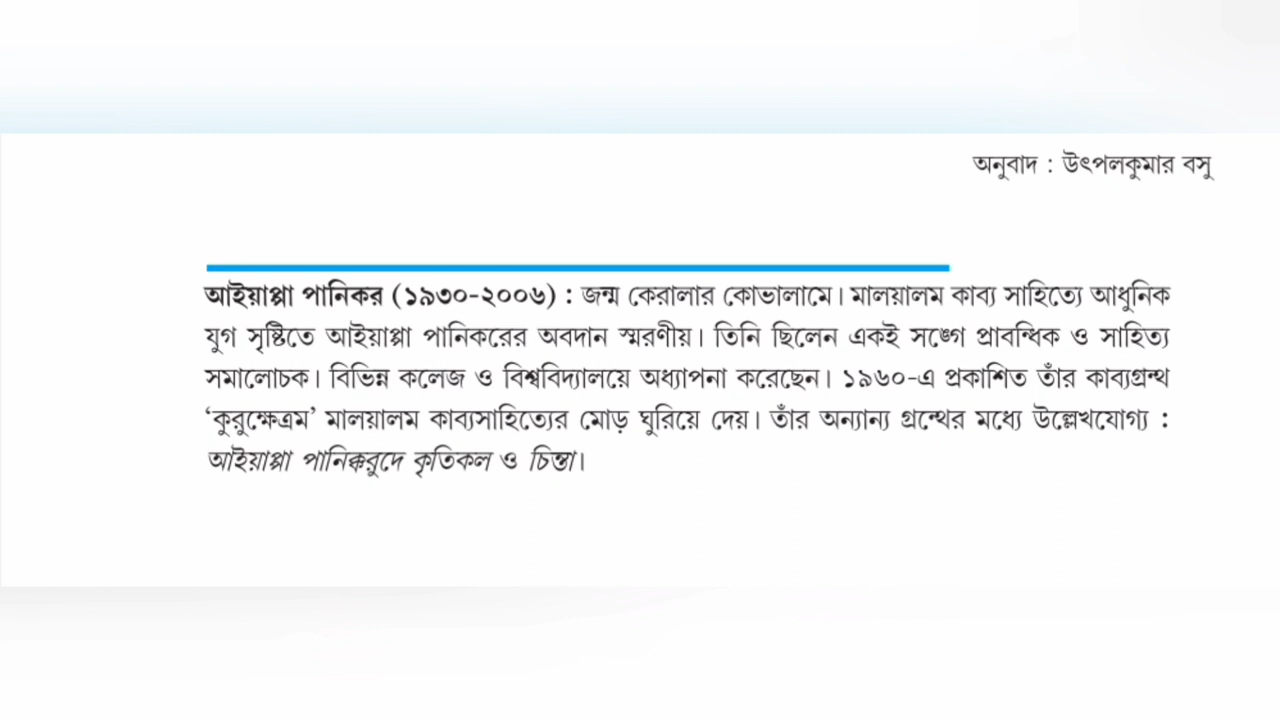 অনুবাদ : উৎপলকুমার বসু
আইয়াপ্পা পানিকর (১৯৩০-২০০৬) : জন্ম কেরালার কোভালামে। মালয়ালম কাব্য সাহিত্যে আধুনিক
যুগ সৃষ্টিতে আইয়াপ্পা পানিকরের অবদান স্মরণীয়। তিনি ছিলেন একই সঙ্গে প্রাবন্ধিক ও সাহিত্য
সমালোচক। বিভিন্ন কলেজ ও বিশ্ববিদ্যালয়ে অধ্যাপনা করেছেন। ১৯৬০-এ প্রকাশিত তাঁর কাব্যগ্রন্থ
‘কুরুক্ষেত্রম’ মালয়ালম কাব্যসাহিত্যের মোড় ঘুরিয়ে দেয়। তাঁর অন্যান্য গ্রন্থের মধ্যে উল্লেখযোগ্য :
আইয়াপ্পা পানিক্করুদে কৃতিকল ও চিন্তা।